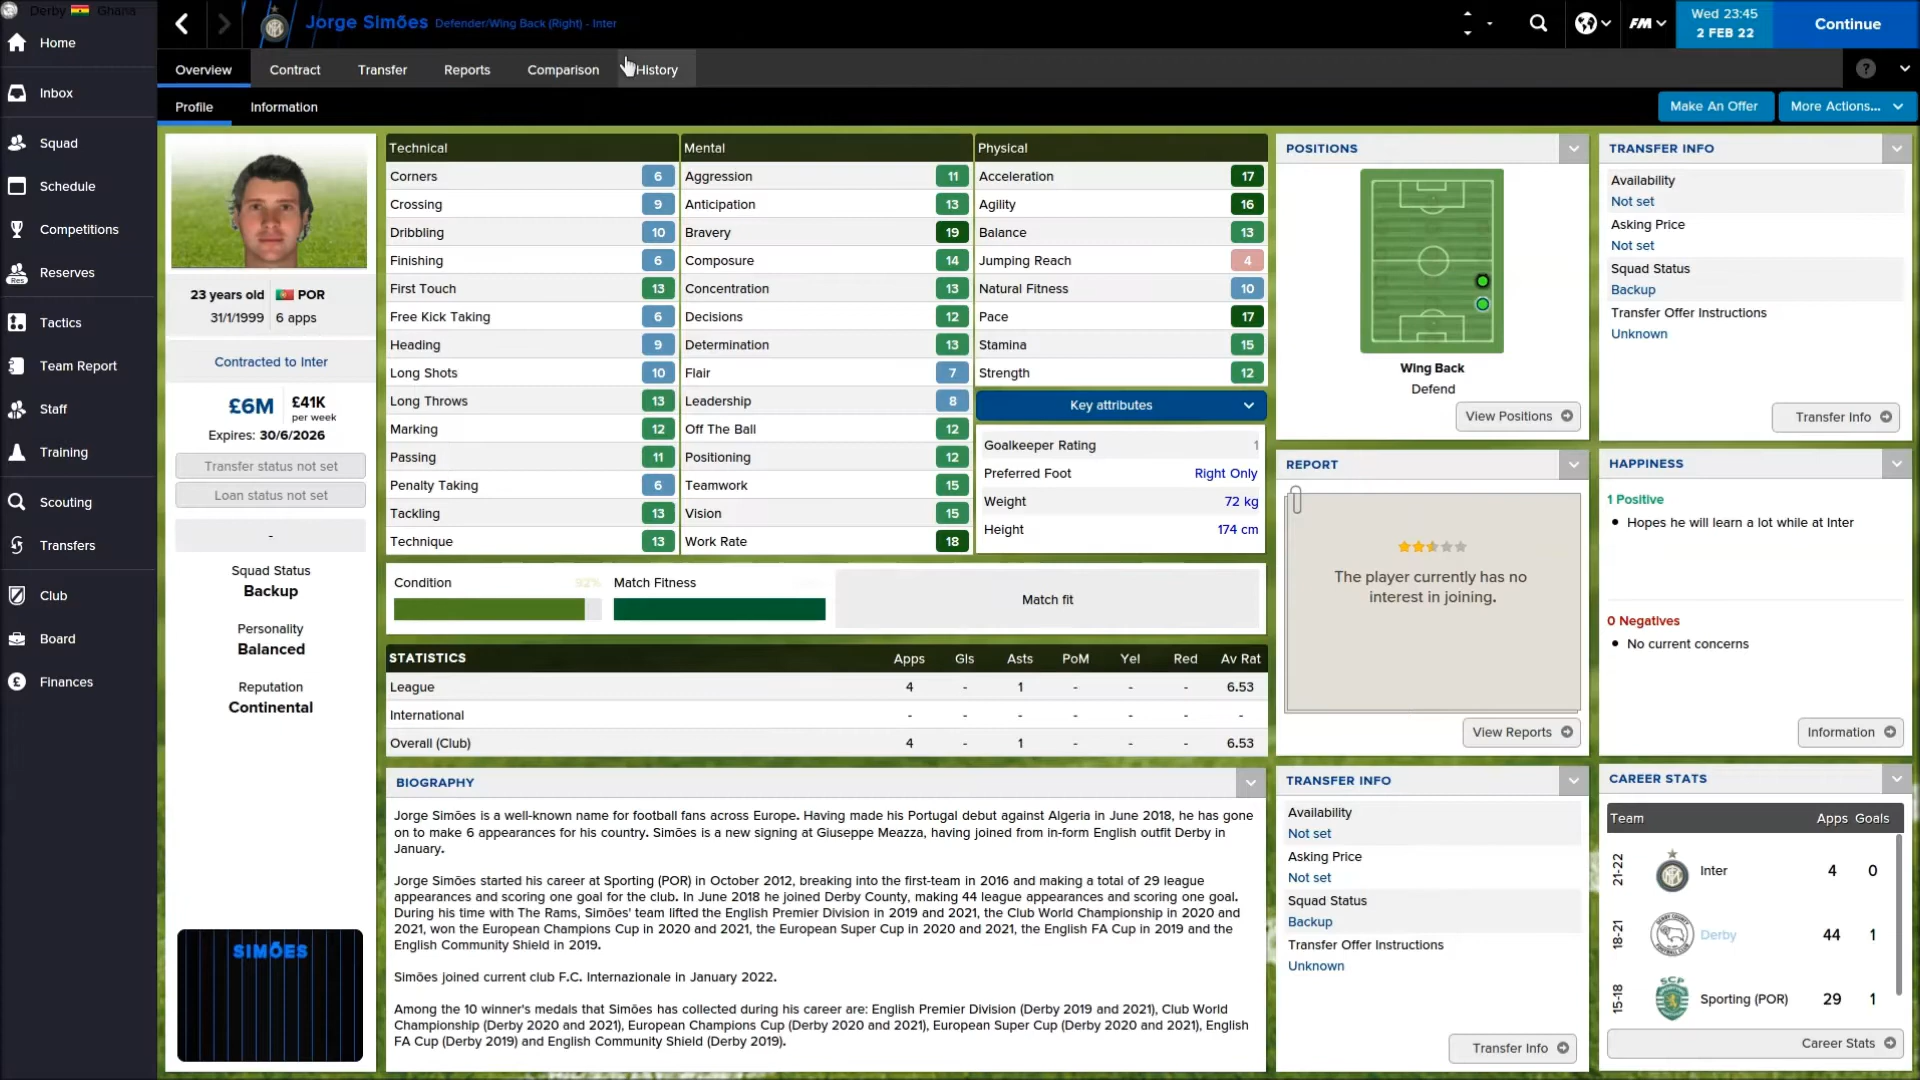 Derby Ghana
Home
Inbox
Squad
Schedule
Competitions
Res Reserves
Tactics
Team Report
Staff
Training
Scouting
Transfers
Club
Board
Finances
Jorge Simões Defender/Wing Back (Right) - Inter
FM
Wed 23:45
2 FEB 22
Continue
Overview Contract Transfer Reports Comparison History
?
Profile Information
Make An Offer More Actions...
23 years old POR
31/1/1999 6 apps
Contracted to Inter
£6M £41K
per week
Expires: 30/6/2026
Transfer status not set
Loan status not set
-
Squad Status
Backup
Personality
Balanced
Reputation
Continental
SIMÕES
Technical
Corners 6
Crossing 9
Dribbling 10
Finishing 6
First Touch 13
Free Kick Taking 6
Heading 9
Long Shots 10
Long Throws 13
Marking 12
Passing 11
Penalty Taking 6
Tackling 13
Technique 13
Mental
Aggression 11
Anticipation 13
Bravery 19
Composure 14
Concentration 13
Decisions 12
Determination 13
Flair 7
Leadership 8
Off The Ball 12
Positioning 12
Teamwork 15
Vision 15
Work Rate 18
Physical
Acceleration 17
Agility 16
Balance 13
Jumping Reach 4
Natural Fitness 10
Pace 17
Stamina 15
Strength 12
Key attributes
Goalkeeper Rating 1
Preferred Foot Right Only
Weight 72 kg
Height 174 cm
Condition 92% Match Fitness
Match fit
STATISTICS Apps Gls Asts PoM Yel Red Av Rat
League 4 - 1 - - - 6.53
International - - - - - - -
Overall (Club) 4 - 1 - - - 6.53
BIOGRAPHY
Jorge Simões is a well-known name for football fans across Europe. Having made his Portugal debut against Algeria in June 2018, he has gone
on to make 6 appearances for his country. Simões is a new signing at Giuseppe Meazza, having joined from in-form English outfit Derby in
January.
Jorge Simões started his career at Sporting (POR) in October 2012, breaking into the first-team in 2016 and making a total of 29 league
appearances and scoring one goal for the club. In June 2018 he joined Derby County, making 44 league appearances and scoring one goal.
During his time with The Rams, Simões' team lifted the English Premier Division in 2019 and 2021, the Club World Championship in 2020 and
2021, won the European Champions Cup in 2020 and 2021, the European Super Cup in 2020 and 2021, the English FA Cup in 2019 and the
English Community Shield in 2019.
Simões joined current club F.C. Internazionale in January 2022.
Among the 10 winner's medals that Simões has collected during his career are: English Premier Division (Derby 2019 and 2021), Club World
Championship (Derby 2020 and 2021), European Champions Cup (Derby 2020 and 2021), European Super Cup (Derby 2020 and 2021), English
FA Cup (Derby 2019) and English Community Shield (Derby 2019).
POSITIONS
Wing Back
Defend
View Positions
REPORT
The player currently has no
interest in joining.
View Reports
TRANSFER INFO
Availability
Not set
Asking Price
Not set
Squad Status
Backup
Transfer Offer Instructions
Unknown
Transfer Info
TRANSFER INFO
Availability
Not set
Asking Price
Not set
Squad Status
Backup
Transfer Offer Instructions
Unknown
Transfer Info
HAPPINESS
1 Positive
• Hopes he will learn a lot while at Inter
0 Negatives
• No current concerns
Information
CAREER STATS
Team Apps Goals
21-22 Inter 4 0
18-21 Derby 44 1
15-18 SCP Sporting (POR) 29 1
Career Stats